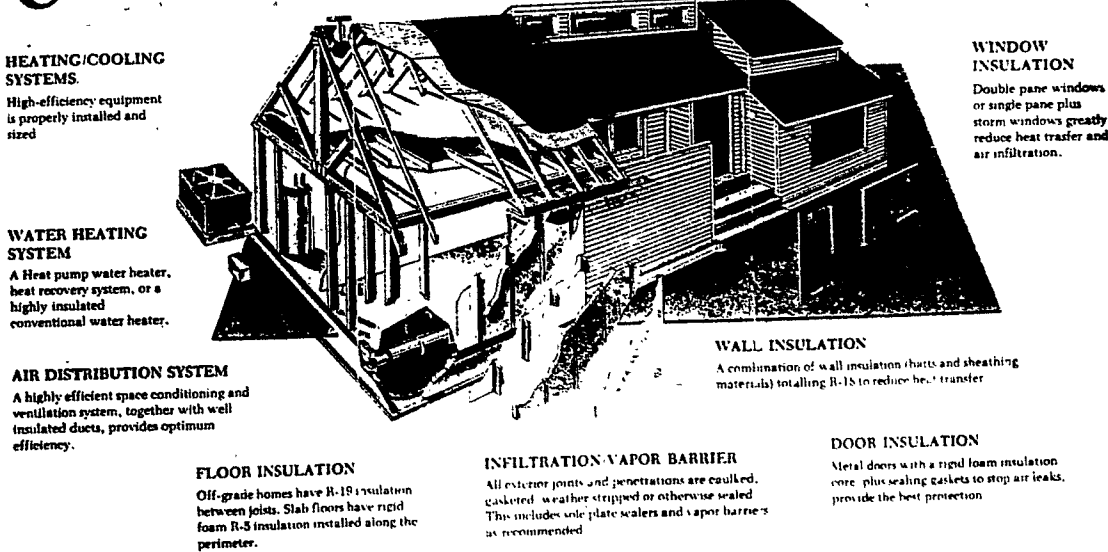 HEATING/COOLING
SYSTEMS.
High-efficiency equipment
is properly installed and
sized
WATER HEATING
SYSTEM
A Heat pump water heater,
heat recovery system, or a
highly insulated
conventional water heater.
AIR DISTRIBUTION SYSTEM
A highly efficient space conditioning and
ventilation system, together with well
insulated ducts, provides optimum
efficiency.
FLOOR INSULATION
Off-grade homes have R-19 insulation
between joists. Slab floors have rigid
foam R-5 insulation installed along the
perimeter.
INFILTRATION/VAPOR BARRIER
All exterior joints and penetrations are caulked,
gasketed weather stripped or otherwise sealed
This includes sole plate sealers and vapor barriers
as recommended
WINDOW
INSULATION
Double pane windows
or single pane plus
storm windows greatly
reduce heat trasfer and
air infiltration.
WALL INSULATION
A combination of wall insulation (batts and sheathing
materials) totalling R-18 to reduce heat transfer
DOOR INSULATION
Metal doors with a rigid foam insulation
core plus sealing gaskets to stop air leaks,
provide the best protection